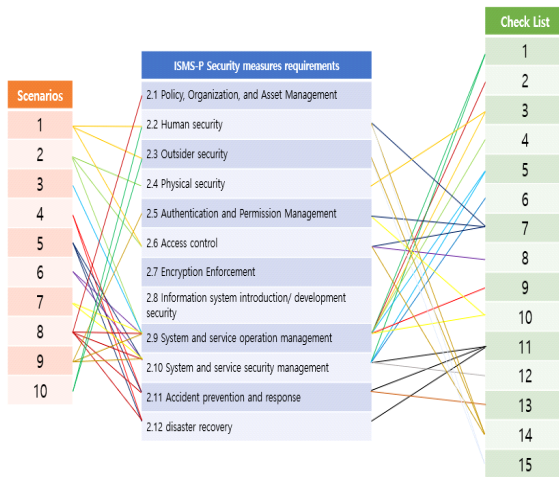 Check List
1
2
3
4
5
6
7
8
9
10
11
12
13
14
15
ISMS-P Security measures requirements
2.1 Policy, Organization, and Asset Management
2.2 Human security
2.3 Outsider security
2.4 Physical security
2.5 Authentication and Permission Management
2.6 Access control
2.7 Encryption Enforcement
2.8 Information system introduction/ development
security
2.9 System and service operation management
2.10 System and service security management
2.11 Accident prevention and response
2.12 disaster recovery
Scenarios
1
2
3
4
5
6
7
8
9
10